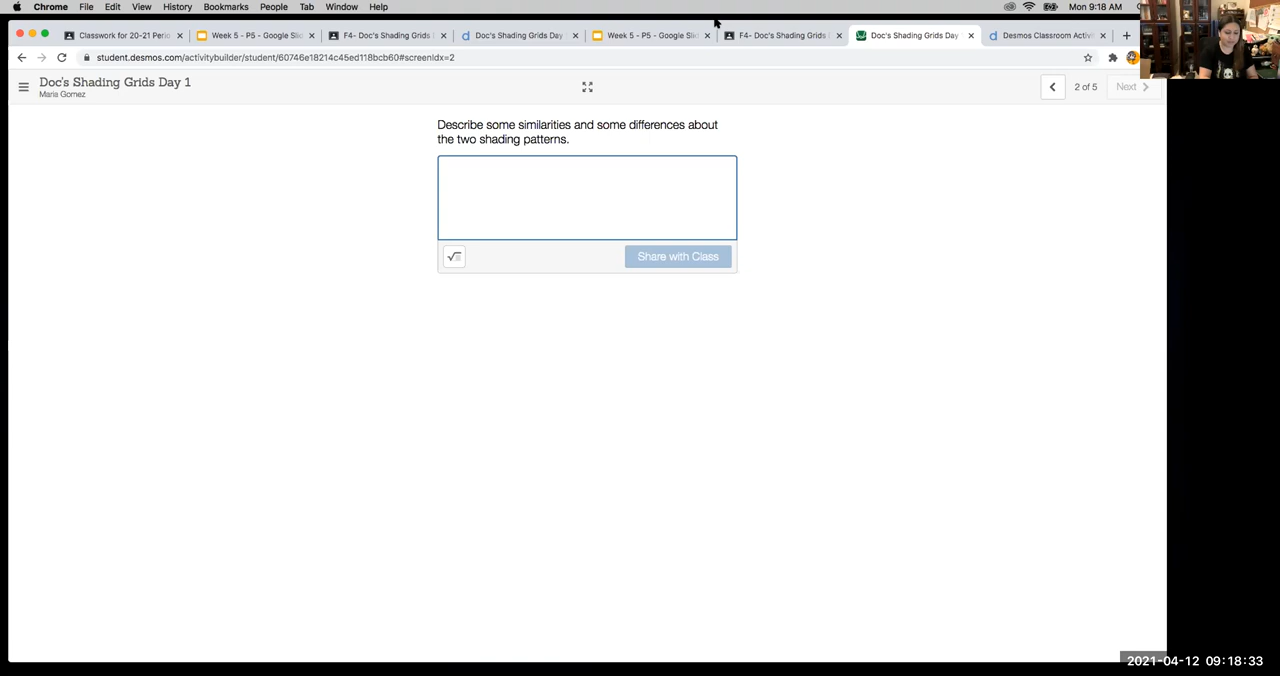 Chrome File Edit View History Bookmarks People Tab Window Help Mon 9:18 AM
Classwork for 20-21 Perio Week 5 - P5 - Google Slid F4- Doc's Shading Grids Doc's Shading Grids Day Week 5 - P5 - Google Slid F4- Doc's Shading Grids Doc's Shading Grids Day Desmos Classroom Activi
student.desmos.com/activitybuilder/student/60746e18214c45ed118bcb60#screenIdx=2
Doc's Shading Grids Day 1
Maria Gomez
2 of 5 Next
Describe some similarities and some differences about
the two shading patterns.
Share with Class
2021-04-12 09:18:33